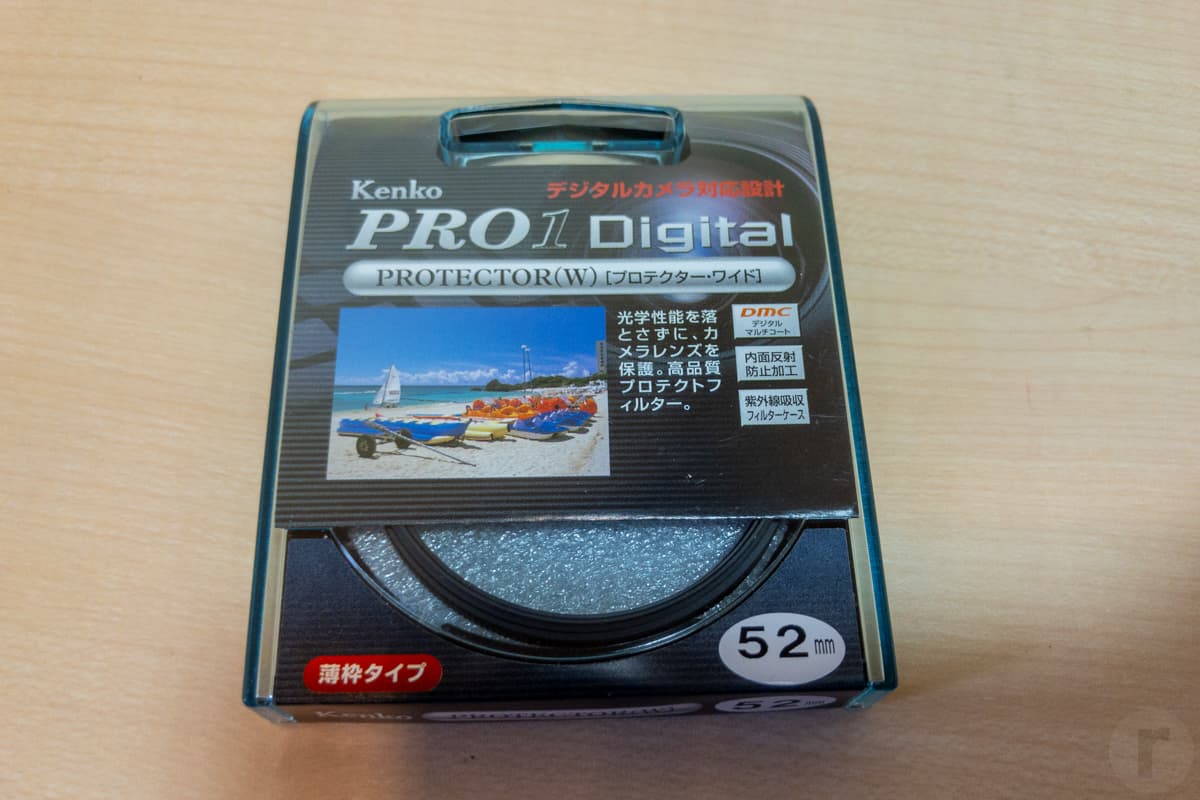 Kenko
デジタルカメラ対応設計
PRO1 Digital
PROTECTOR(W) [プロテクター・ワイド]
光学性能を落
とさずに、カ
メラレンズを
保護。高品質
プロテクトフ
ィルター。
DMC
デジタル
マルチコート
内面反射
防止加工
紫外線吸収
フィルターケース
52mm
薄枠タイプ
Kenko
PROTECTOR(W)
52mm
r